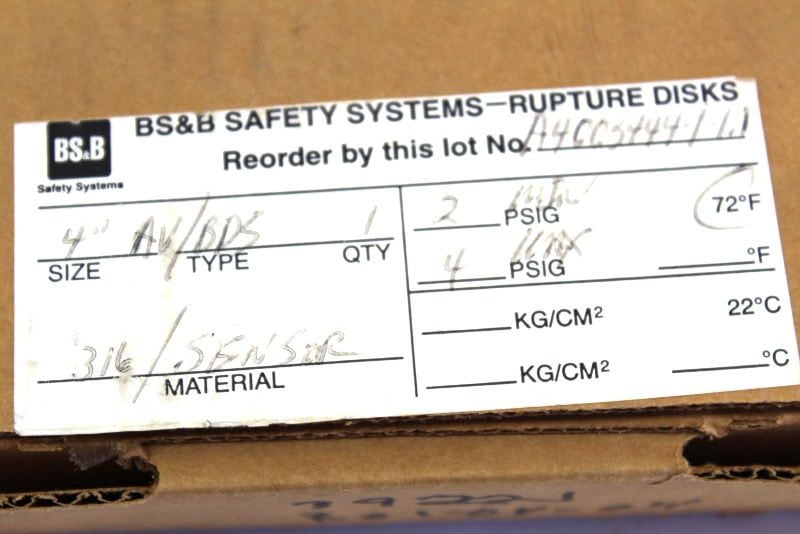 BS&B SAFETY SYSTEMS—RUPTURE DISKS
BS&B
Safety Systems
Reorder by this lot No.
4" AV/BDS 1
SIZE TYPE QTY
316/SENSOR
MATERIAL
2 MIN PSIG 72°F
4 MAX PSIG °F
KG/CM² 22°C
KG/CM² °C